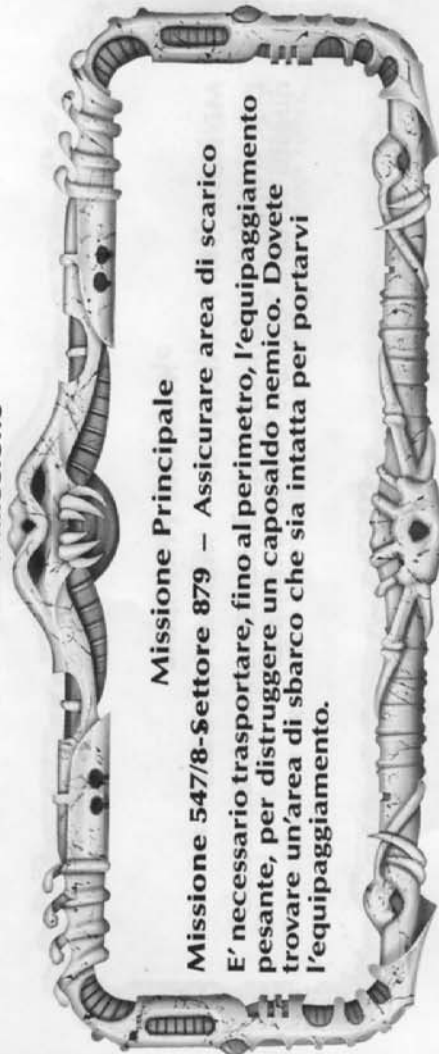 Missione Principale
Missione 547/8-Settore 879 — Assicurare area di scarico
E' necessario trasportare, fino al perimetro, l'equipaggiamento
pesante, per distruggere un caposaldo nemico. Dovete
trovare un'area di sbarco che sia intatta per portarvi
l'equipaggiamento.